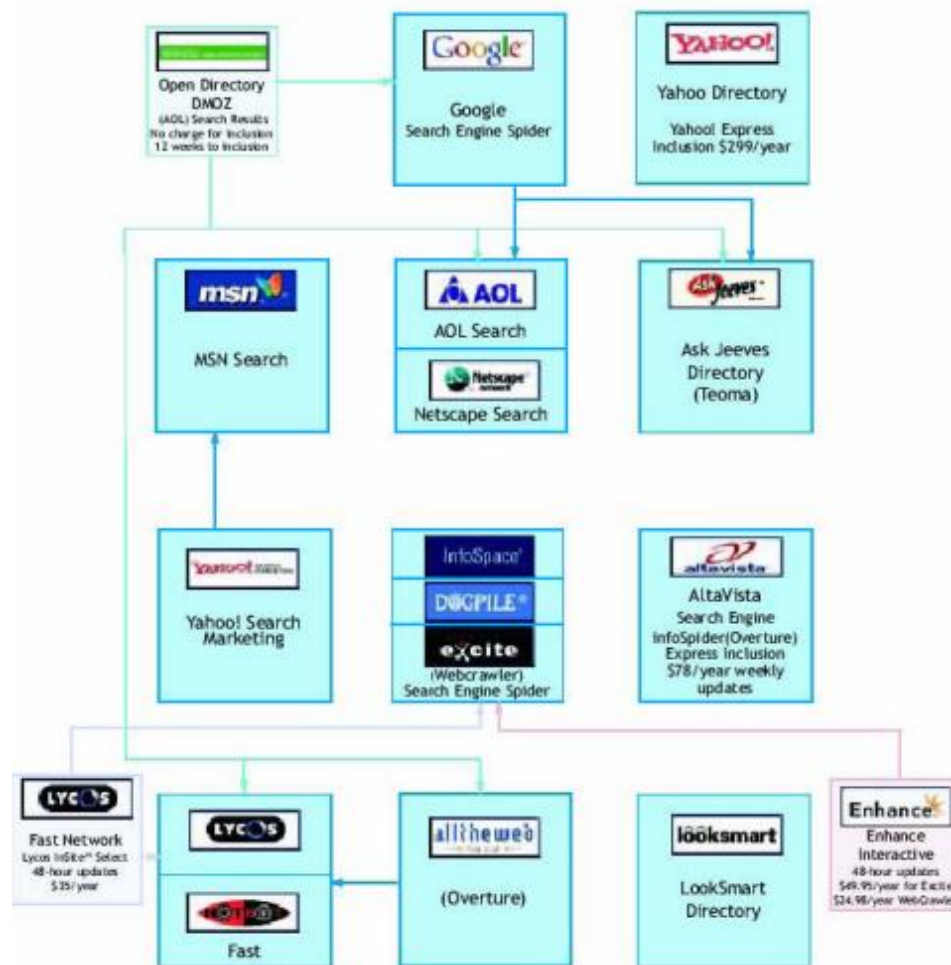 Open Directory
DMOZ
(AOL) Search Results
No charge for Inclusion
12 weeks to Inclusion
Google
Google
Search Engine Spider
YAHOO!
Yahoo Directory
Yahoo! Express
Inclusion $299/year
msn
MSN Search
AOL
AOL Search
Netscape
network
Netscape Search
Ask Jeeves
Ask Jeeves
Directory
(Teoma)
YAHOO!
Yahoo! Search
Marketing
InfoSpace
DOGPILE
excite
(Webcrawler)
Search Engine Spider
altavista
AltaVista
Search Engine
InfoSpider(Overture)
Express Inclusion
$78/year weekly
updates
LYCOS
Fast Network
Lycos InSite™ Select
48-hour updates
$35/year
LYCOS
HOTBOT
Fast
alltheweb
(Overture)
looksmart
LookSmart
Directory
Enhance
Enhance
Interactive
48-hour updates
$49.95/year for Excite
$24.98/year WebCrawle